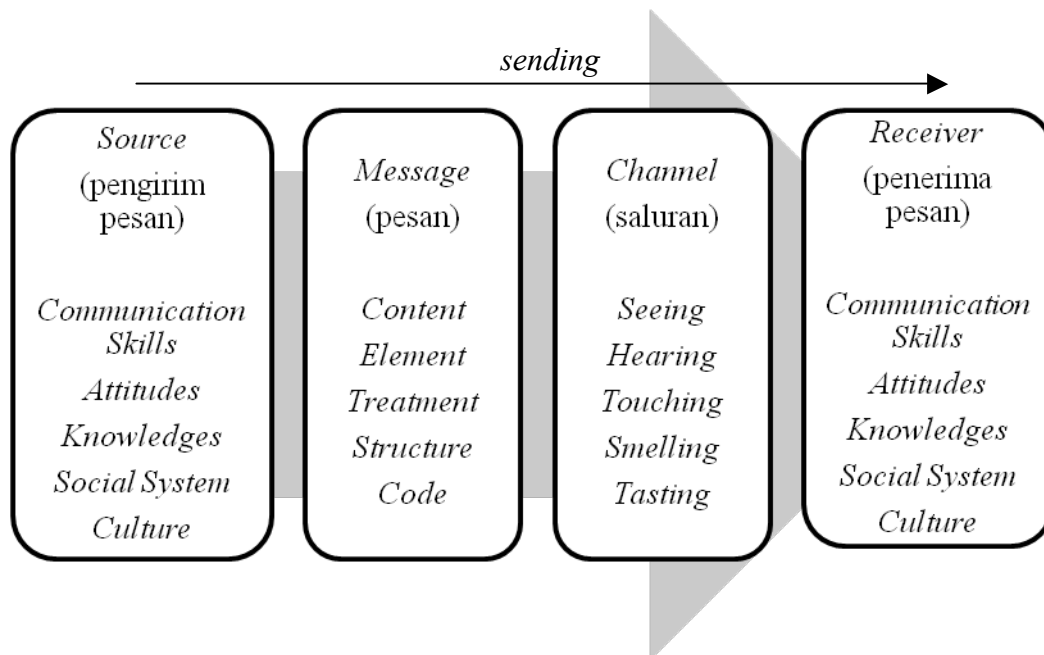 sending
Source
(pengirim
pesan)
Communication
Skills
Attitudes
Knowledges
Social System
Culture
Message
(pesan)
Content
Element
Treatment
Structure
Code
Channel
(saluran)
Seeing
Hearing
Touching
Smelling
Tasting
Receiver
(penerima
pesan)
Communication
Skills
Attitudes
Knowledges
Social System
Culture